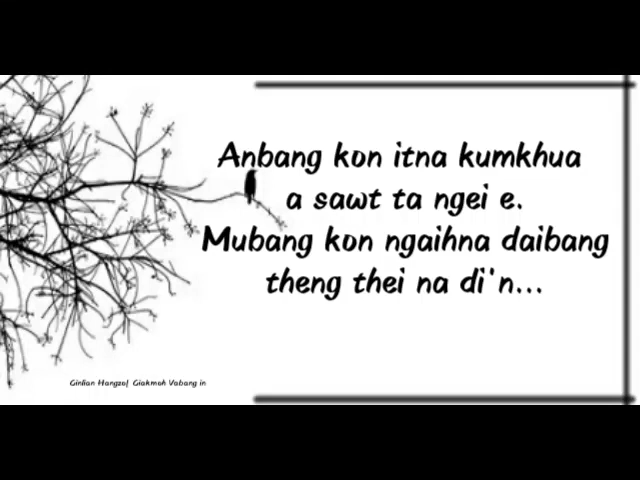 Anbang kon itna kumkhua
a sawt ta ngei e.
Mubang kon ngaihna daibang
theng thei na di'n...
Ginlian Hangzo| Giakmoh Vabang in